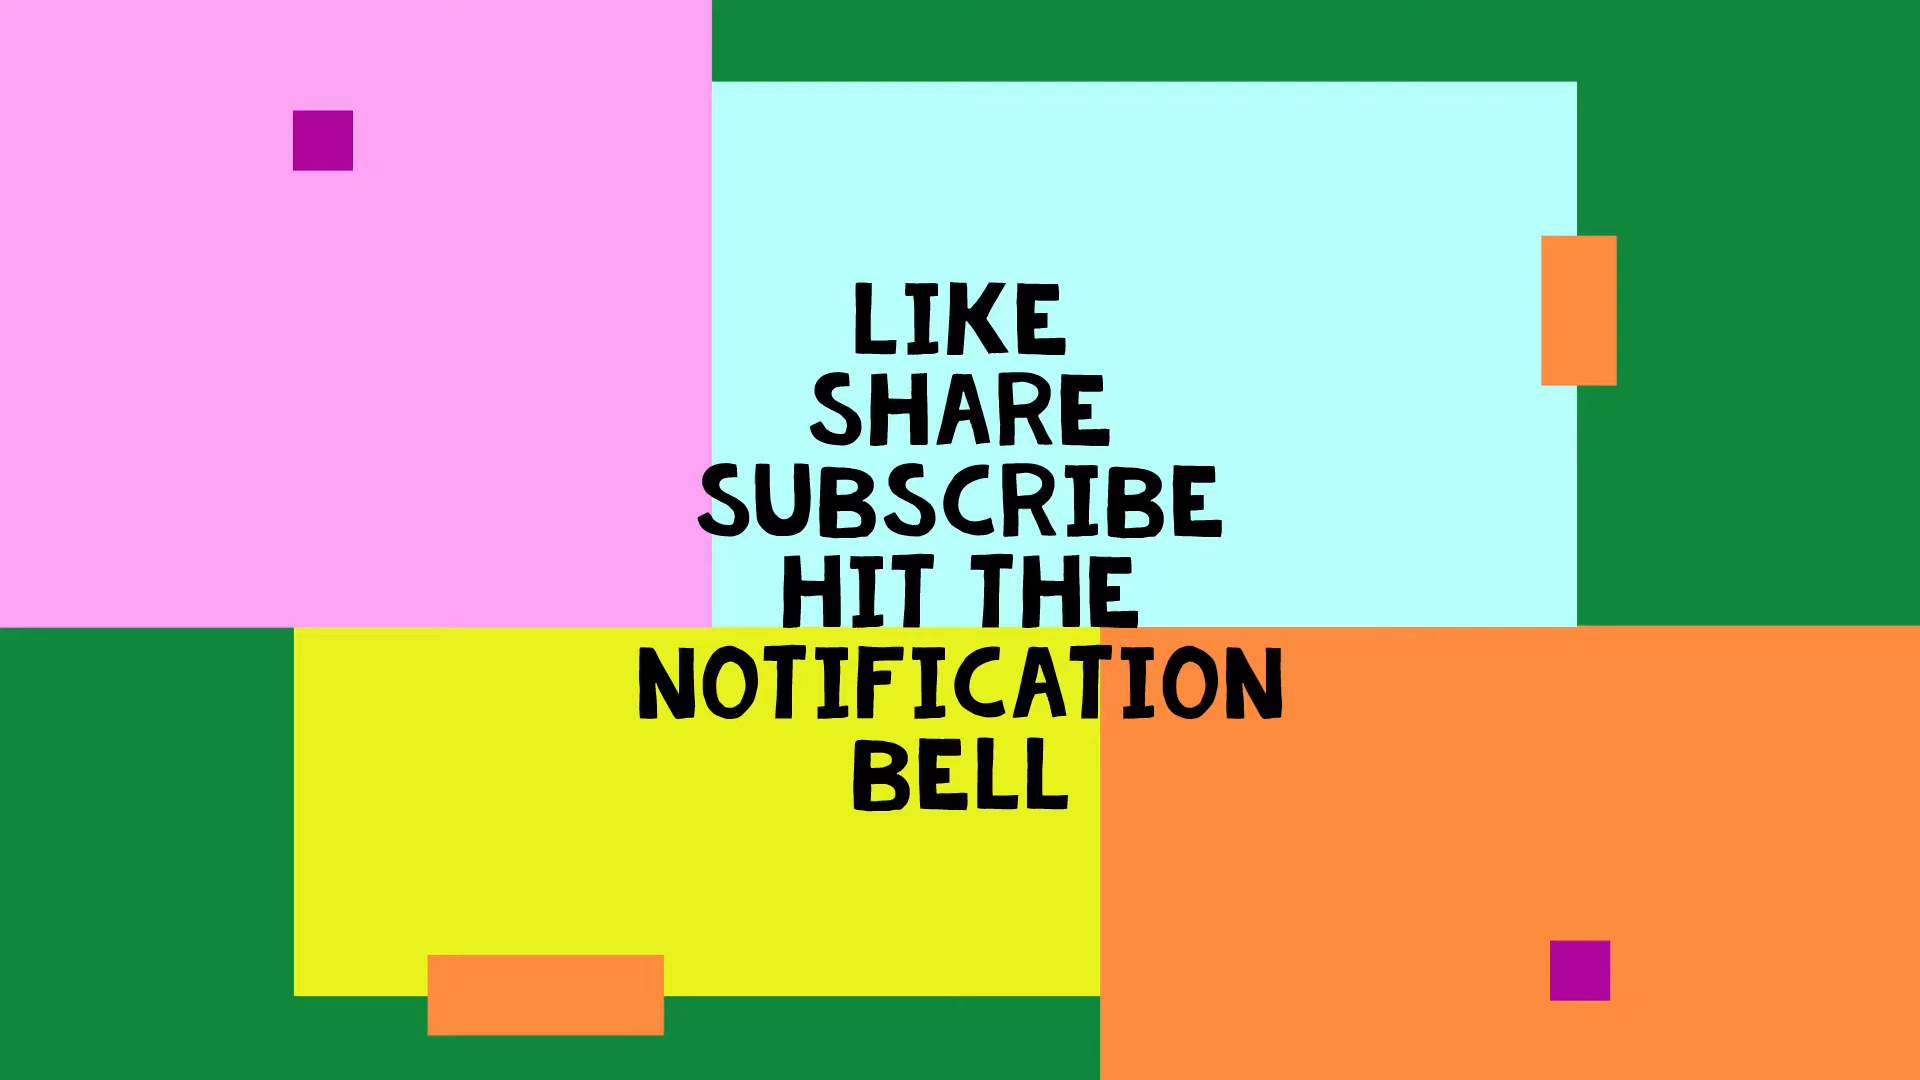 LIKE
SHARE
SUBSCRIBE
HIT THE
NOTIFICATION
BELL